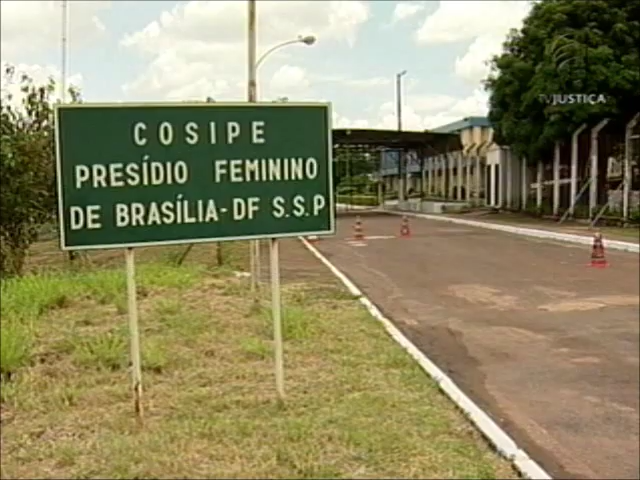 TV JUSTIÇA
COSIPE
PRESÍDIO FEMININO
DE BRASÍLIA-DF S.S.P